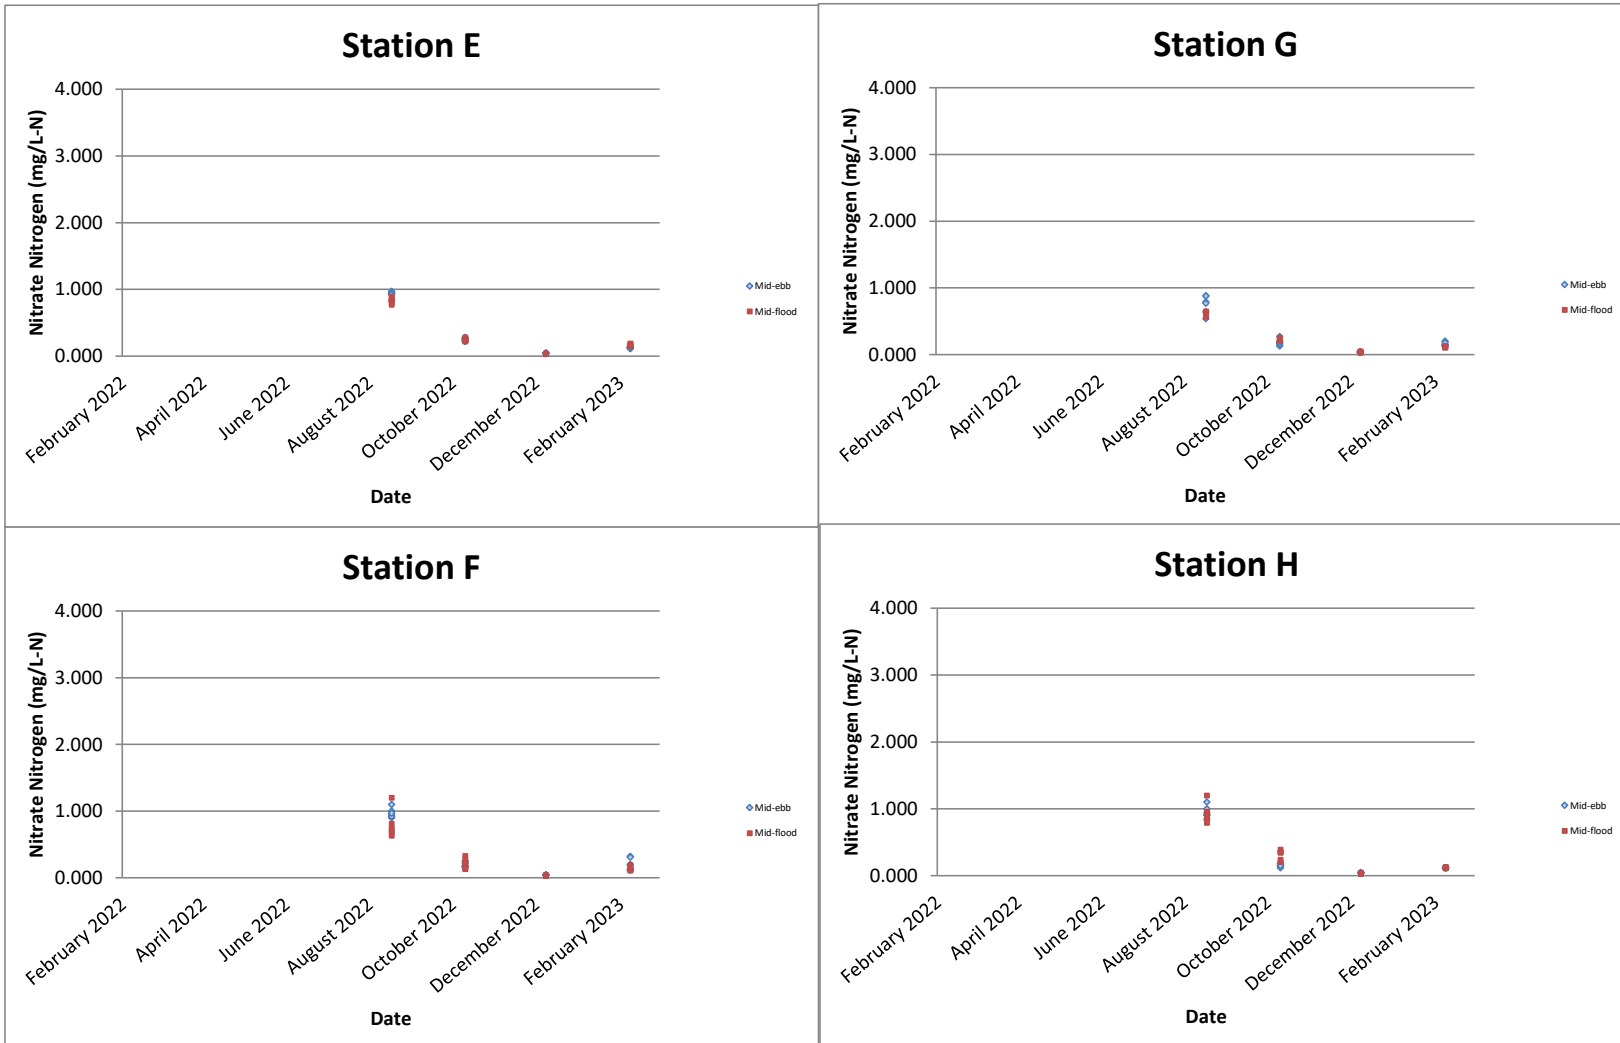 Station E
Nitrate Nitrogen (mg/L-N)
4.000
3.000
2.000
1.000
0.000
February 2022
April 2022
June 2022
August 2022
October 2022
December 2022
February 2023
Date
Mid-ebb
Mid-flood
Station G
Nitrate Nitrogen (mg/L-N)
4.000
3.000
2.000
1.000
0.000
February 2022
April 2022
June 2022
August 2022
October 2022
December 2022
February 2023
Date
Mid-ebb
Mid-flood
Station F
Nitrate Nitrogen (mg/L-N)
4.000
3.000
2.000
1.000
0.000
February 2022
April 2022
June 2022
August 2022
October 2022
December 2022
February 2023
Date
Mid-ebb
Mid-flood
Station H
Nitrate Nitrogen (mg/L-N)
4.000
3.000
2.000
1.000
0.000
February 2022
April 2022
June 2022
August 2022
October 2022
December 2022
February 2023
Date
Mid-ebb
Mid-flood